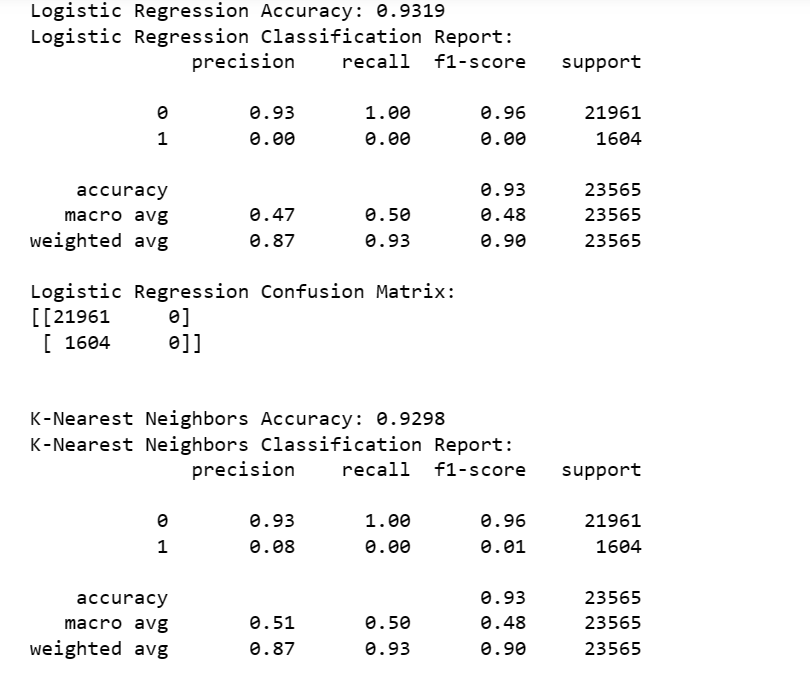 Logistic Regression Accuracy: 0.9319
Logistic Regression Classification Report:
              precision    recall  f1-score   support

           0       0.93      1.00      0.96     21961
           1       0.00      0.00      0.00      1604

    accuracy                           0.93     23565
   macro avg       0.47      0.50      0.48     23565
weighted avg       0.87      0.93      0.90     23565

Logistic Regression Confusion Matrix:
[[21961     0]
 [ 1604     0]]

K-Nearest Neighbors Accuracy: 0.9298
K-Nearest Neighbors Classification Report:
              precision    recall  f1-score   support

           0       0.93      1.00      0.96     21961
           1       0.08      0.00      0.01      1604

    accuracy                           0.93     23565
   macro avg       0.51      0.50      0.48     23565
weighted avg       0.87      0.93      0.90     23565